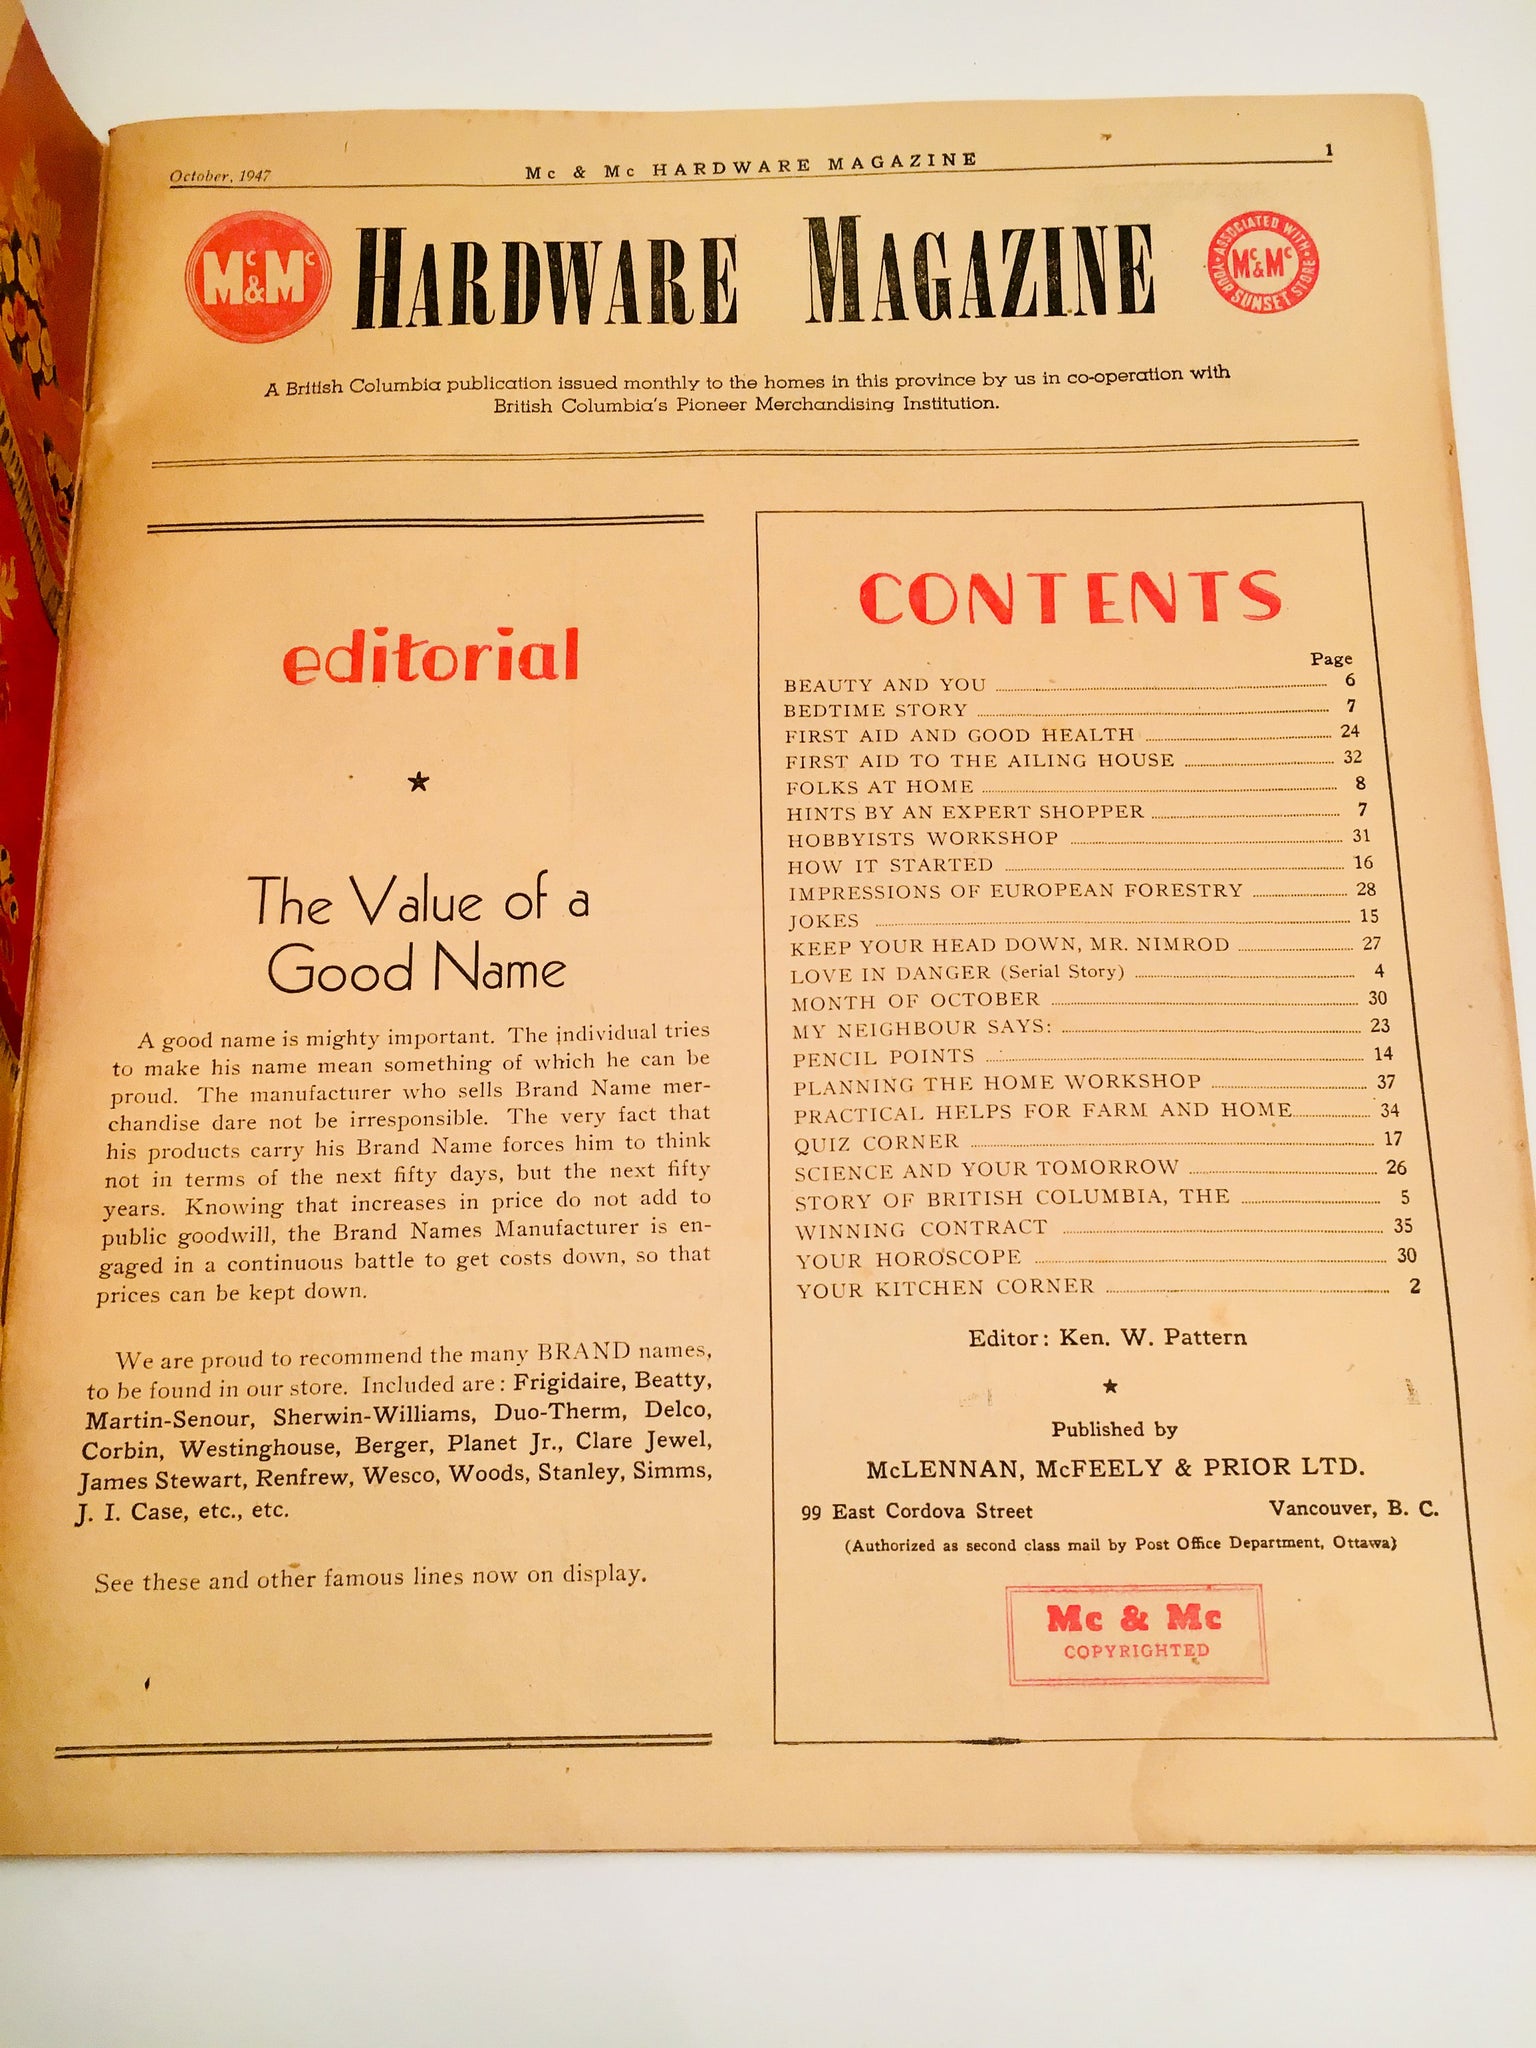 October, 1947
Mc & Mc HARDWARE MAGAZINE
1
Mc & Mc
HARDWARE MAGAZINE
ASSOCIATED WITH
Mc & Mc
YOUR SUNSET STORE
A British Columbia publication issued monthly to the homes in this province by us in co-operation with
British Columbia's Pioneer Merchandising Institution.
editorial
The Value of a
Good Name
A good name is mighty important. The individual tries
to make his name mean something of which he can be
proud. The manufacturer who sells Brand Name mer-
chandise dare not be irresponsible. The very fact that
his products carry his Brand Name forces him to think
not in terms of the next fifty days, but the next fifty
years. Knowing that increases in price do not add to
public goodwill, the Brand Names Manufacturer is en-
gaged in a continuous battle to get costs down, so that
prices can be kept down.
We are proud to recommend the many BRAND names,
to be found in our store. Included are: Frigidaire, Beatty,
Martin-Senour, Sherwin-Williams, Duo-Therm, Delco,
Corbin, Westinghouse, Berger, Planet Jr., Clare Jewel,
James Stewart, Renfrew, Wesco, Woods, Stanley, Simms,
J. I. Case, etc., etc.
See these and other famous lines now on display.
CONTENTS
Page
BEAUTY AND YOU 6
BEDTIME STORY 7
FIRST AID AND GOOD HEALTH 24
FIRST AID TO THE AILING HOUSE 32
FOLKS AT HOME 8
HINTS BY AN EXPERT SHOPPER 7
HOBBYISTS WORKSHOP 31
HOW IT STARTED 16
IMPRESSIONS OF EUROPEAN FORESTRY 28
JOKES 15
KEEP YOUR HEAD DOWN, MR. NIMROD 27
LOVE IN DANGER (Serial Story) 4
MONTH OF OCTOBER 30
MY NEIGHBOUR SAYS: 23
PENCIL POINTS 14
PLANNING THE HOME WORKSHOP 37
PRACTICAL HELPS FOR FARM AND HOME 34
QUIZ CORNER 17
SCIENCE AND YOUR TOMORROW 26
STORY OF BRITISH COLUMBIA, THE 5
WINNING CONTRACT 35
YOUR HOROSCOPE 30
YOUR KITCHEN CORNER 2
Editor: Ken. W. Pattern
Published by
McLENNAN, McFEELY & PRIOR LTD.
99 East Cordova Street Vancouver, B. C.
(Authorized as second class mail by Post Office Department, Ottawa)
Mc & Mc
COPYRIGHTED